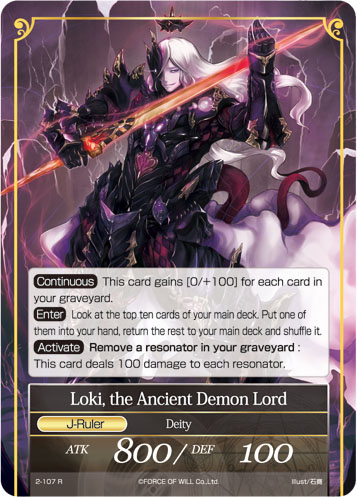 Continuous This card gains [0/+100] for each card in
your graveyard.
Enter Look at the top ten cards of your main deck. Put one of
them into your hand, return the rest to your main deck and shuffle it.
Activate Remove a resonator in your graveyard :
This card deals 100 damage to each resonator.
Loki, the Ancient Demon Lord
J-Ruler Deity
ATK 800/ DEF 100
2-107 R ©FORCE OF WILL Co.,Ltd. Illust/石膏